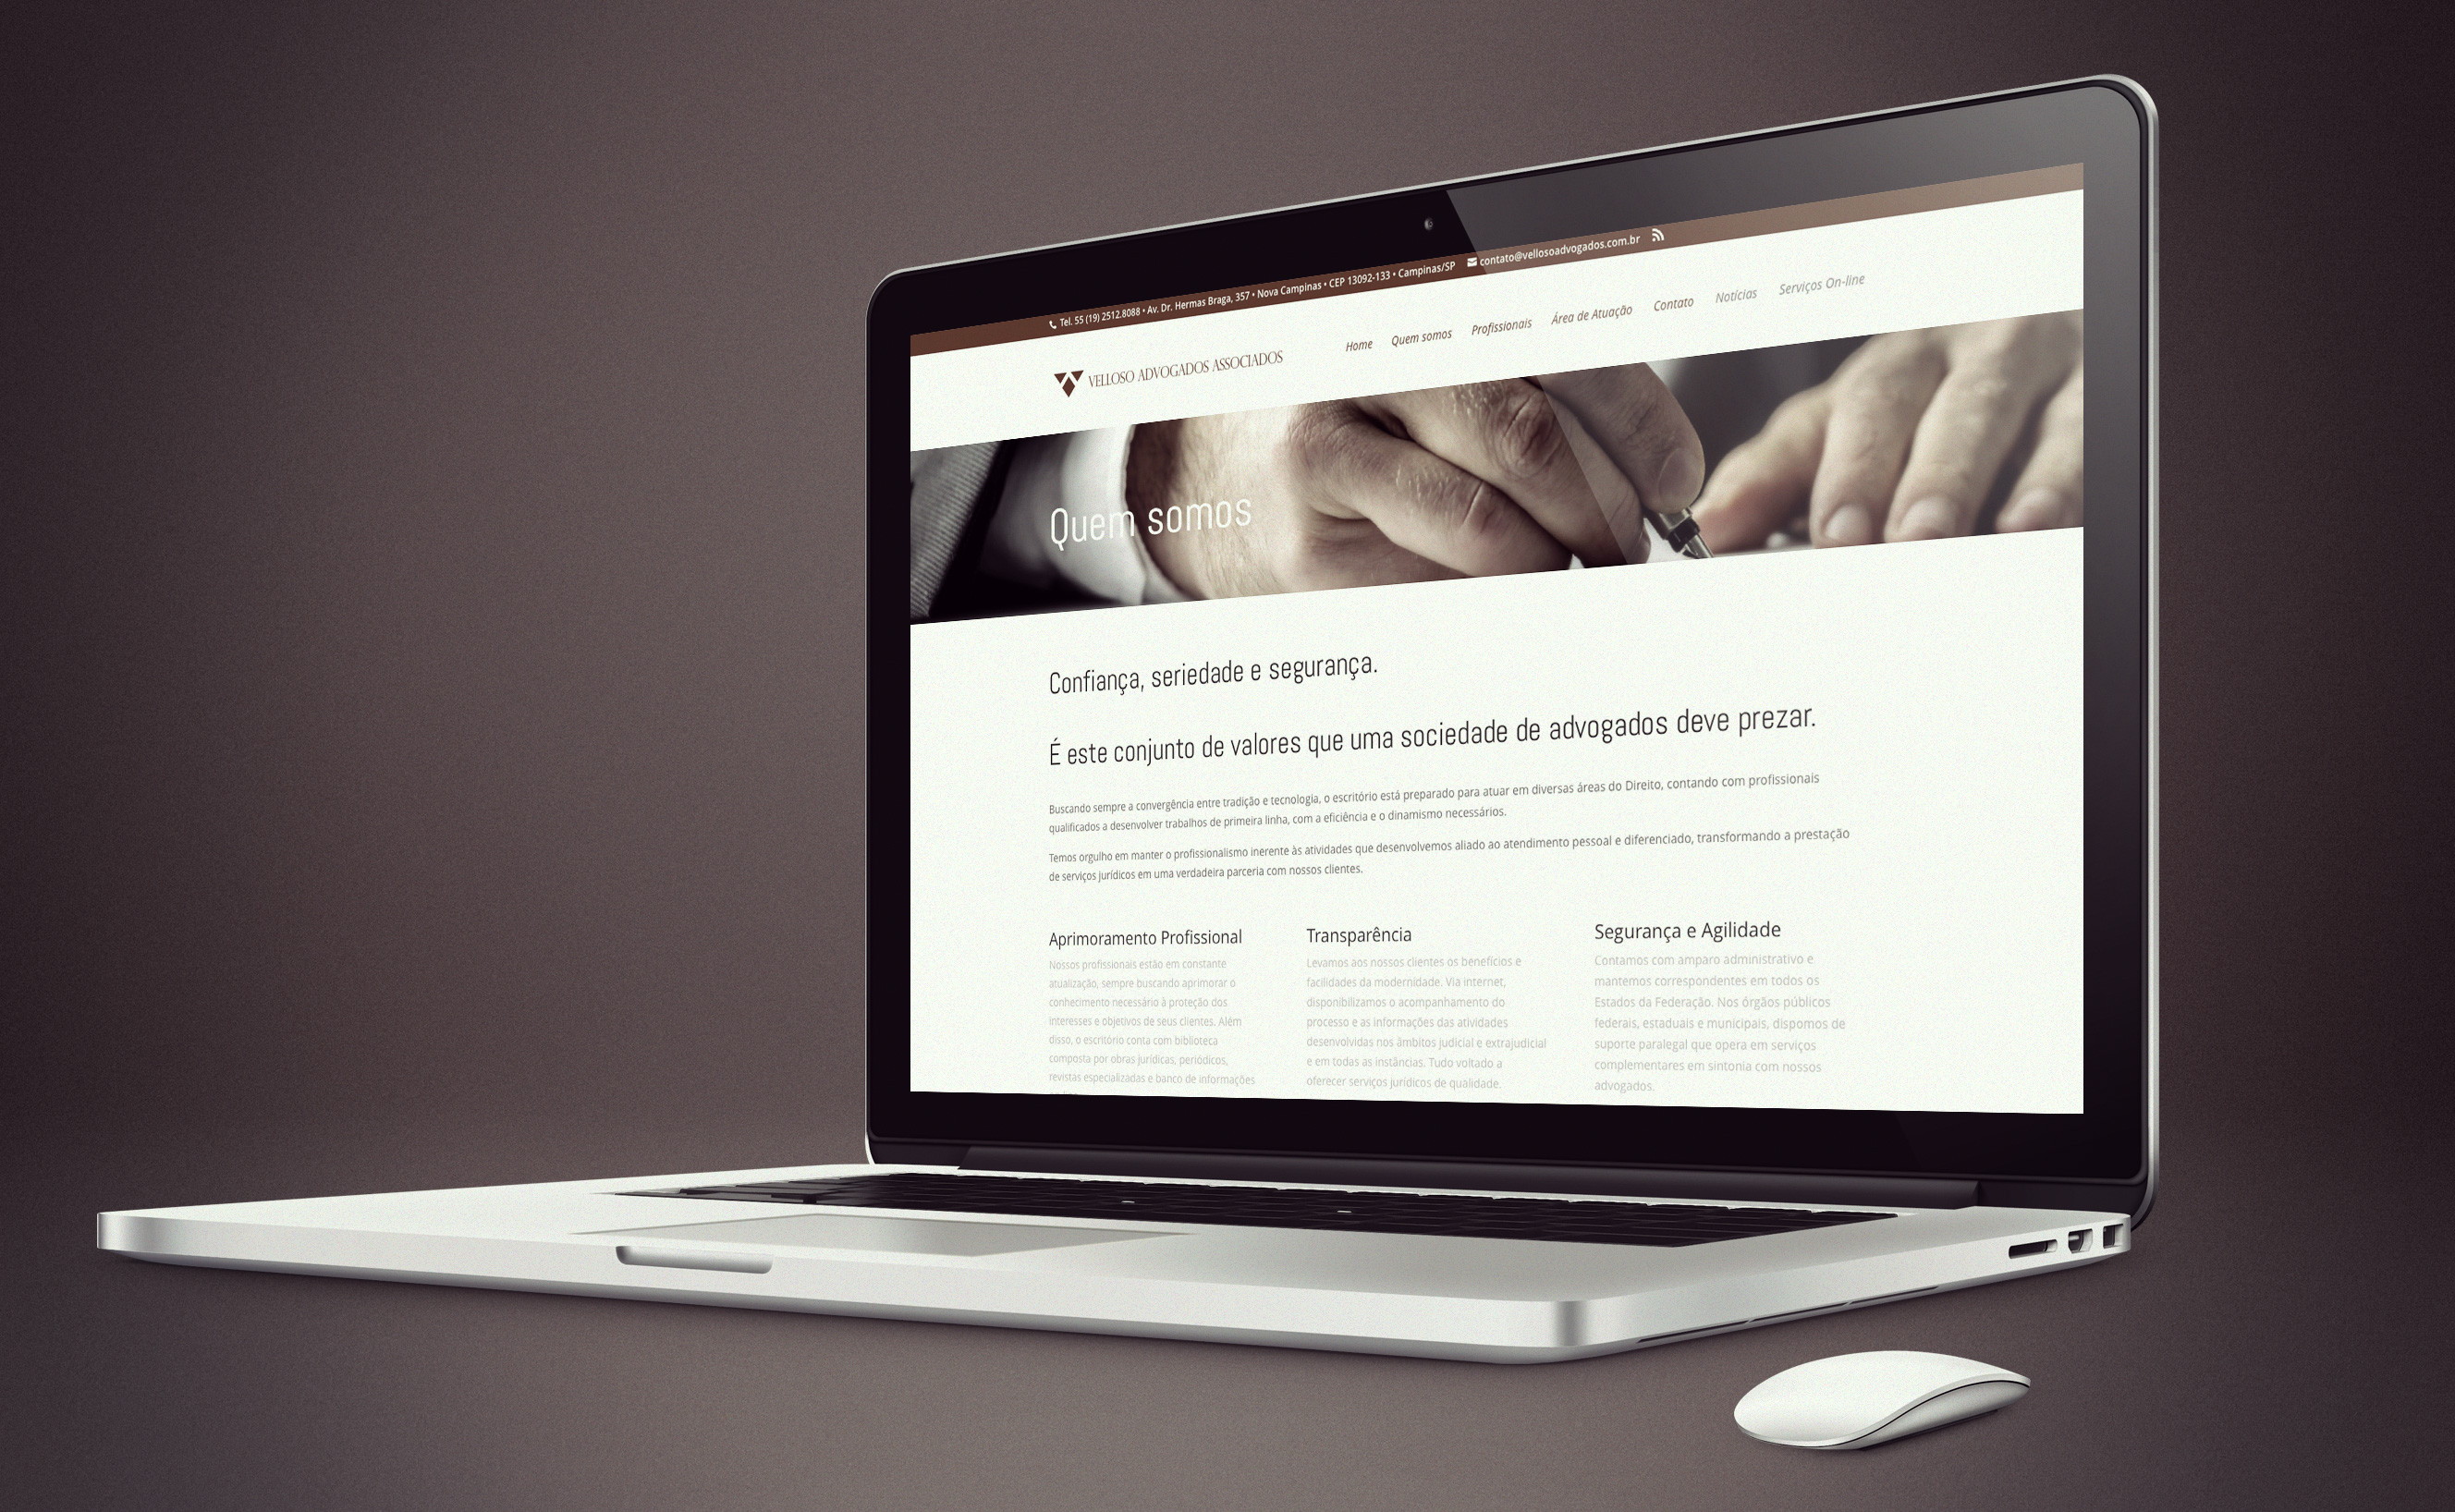 Tel. 55 (19) 2512.8088 • Av. Dr. Hermas Braga, 357 • Nova Campinas • CEP 13092-133 • Campinas/SP contato@vellosoadvogados.com.br
VELLOSO ADVOGADOS ASSOCIADOS
Home Quem somos Profissionais Área de Atuação Contato Notícias Serviços On-line
Quem somos
Confiança, seriedade e segurança.
É este conjunto de valores que uma sociedade de advogados deve prezar.
Buscando sempre a convergência entre tradição e tecnologia, o escritório está preparado para atuar em diversas áreas do Direito, contando com profissionais
qualificados a desenvolver trabalhos de primeira linha, com a eficiência e o dinamismo necessários.
Temos orgulho em manter o profissionalismo inerente às atividades que desenvolvemos aliado ao atendimento pessoal e diferenciado, transformando a prestação
de serviços jurídicos em uma verdadeira parceria com nossos clientes.
Aprimoramento Profissional
Nossos profissionais estão em constante
atualização, sempre buscando aprimorar o
conhecimento necessário à proteção dos
interesses e objetivos de seus clientes. Além
disso, o escritório conta com biblioteca
composta por obras jurídicas, periódicos,
revistas especializadas e banco de informações
Transparência
Levamos aos nossos clientes os benefícios e
facilidades da modernidade. Via internet,
disponibilizamos o acompanhamento do
processo e as informações das atividades
desenvolvidas nos âmbitos judicial e extrajudicial
e em todas as instâncias. Tudo voltado a
oferecer serviços jurídicos de qualidade.
Segurança e Agilidade
Contamos com amparo administrativo e
mantemos correspondentes em todos os
Estados da Federação. Nos órgãos públicos
federais, estaduais e municipais, dispomos de
suporte paralegal que opera em serviços
complementares em sintonia com nossos
advogados.